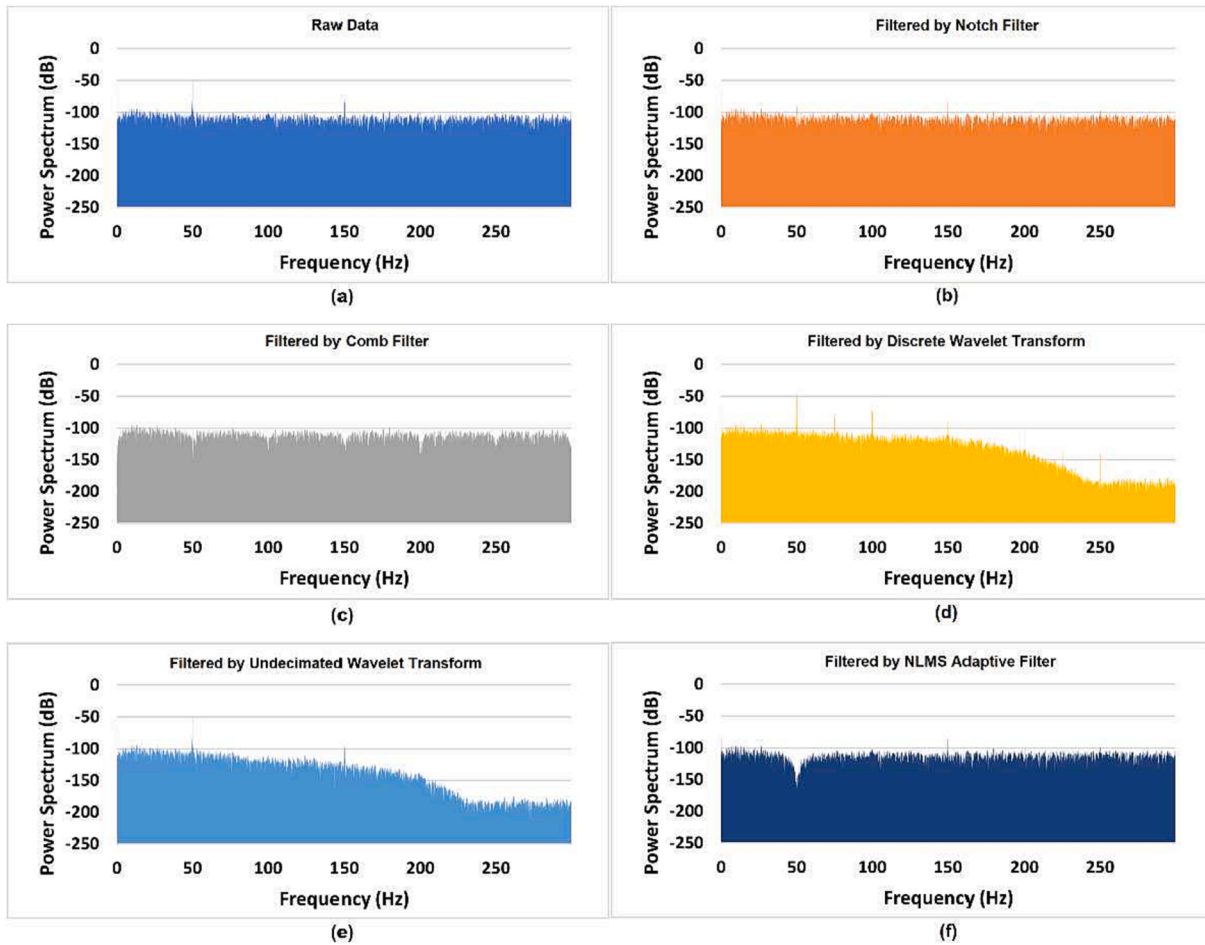 Raw Data
Power Spectrum (dB)
0
-50
-100
-150
-200
-250
0 50 100 150 200 250
Frequency (Hz)
(a)
Filtered by Notch Filter
Power Spectrum (dB)
0
-50
-100
-150
-200
-250
0 50 100 150 200 250
Frequency (Hz)
(b)
Filtered by Comb Filter
Power Spectrum (dB)
0
-50
-100
-150
-200
-250
0 50 100 150 200 250
Frequency (Hz)
(c)
Filtered by Discrete Wavelet Transform
Power Spectrum (dB)
0
-50
-100
-150
-200
-250
0 50 100 150 200 250
Frequency (Hz)
(d)
Filtered by Undecimated Wavelet Transform
Power Spectrum (dB)
0
-50
-100
-150
-200
-250
0 50 100 150 200 250
Frequency (Hz)
(e)
Filtered by NLMS Adaptive Filter
Power Spectrum (dB)
0
-50
-100
-150
-200
-250
0 50 100 150 200 250
Frequency (Hz)
(f)